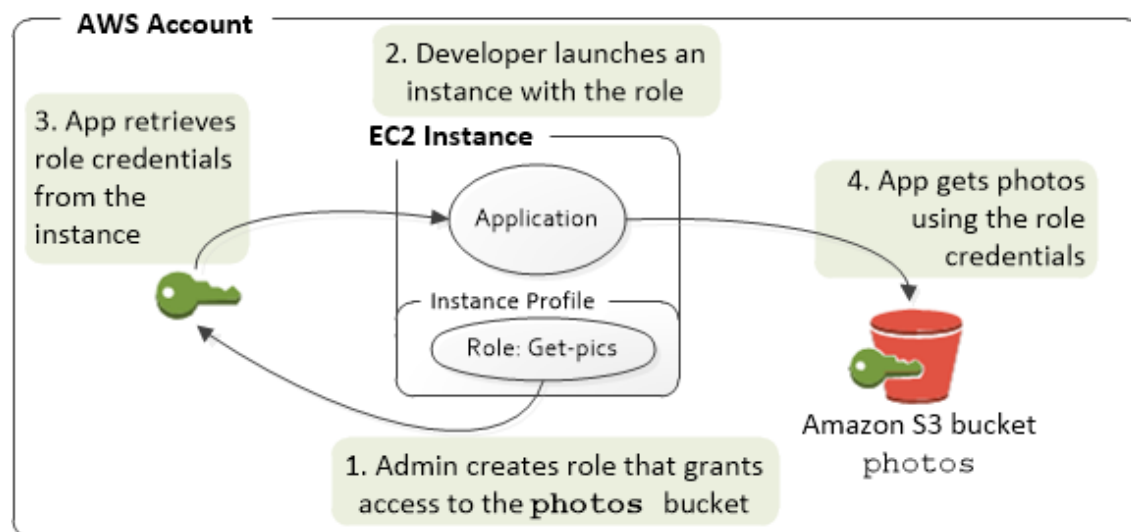 AWS Account
2. Developer launches an
instance with the role
3. App retrieves
role credentials
from the
instance
EC2 Instance
Application
4. App gets photos
using the role
credentials
Instance Profile
Role: Get-pics
Amazon S3 bucket
photos
1. Admin creates role that grants
access to the photos bucket